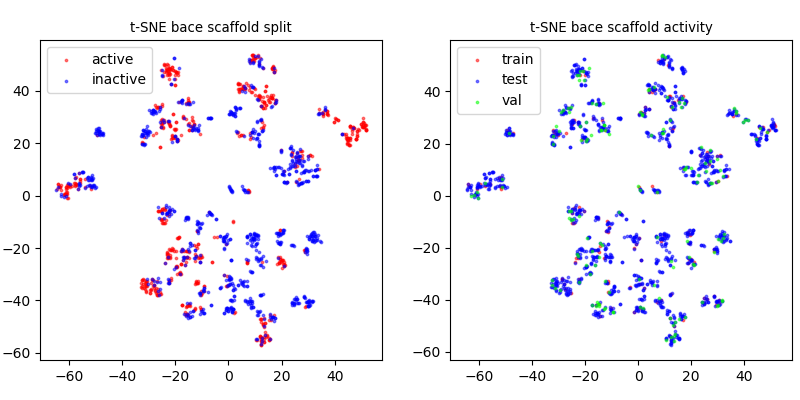 t-SNE bace scaffold split
active
inactive
40
20
0
−20
−40
−60
−60 −40 −20 0 20 40
t-SNE bace scaffold activity
train
test
val
40
20
0
−20
−40
−60
−60 −40 −20 0 20 40